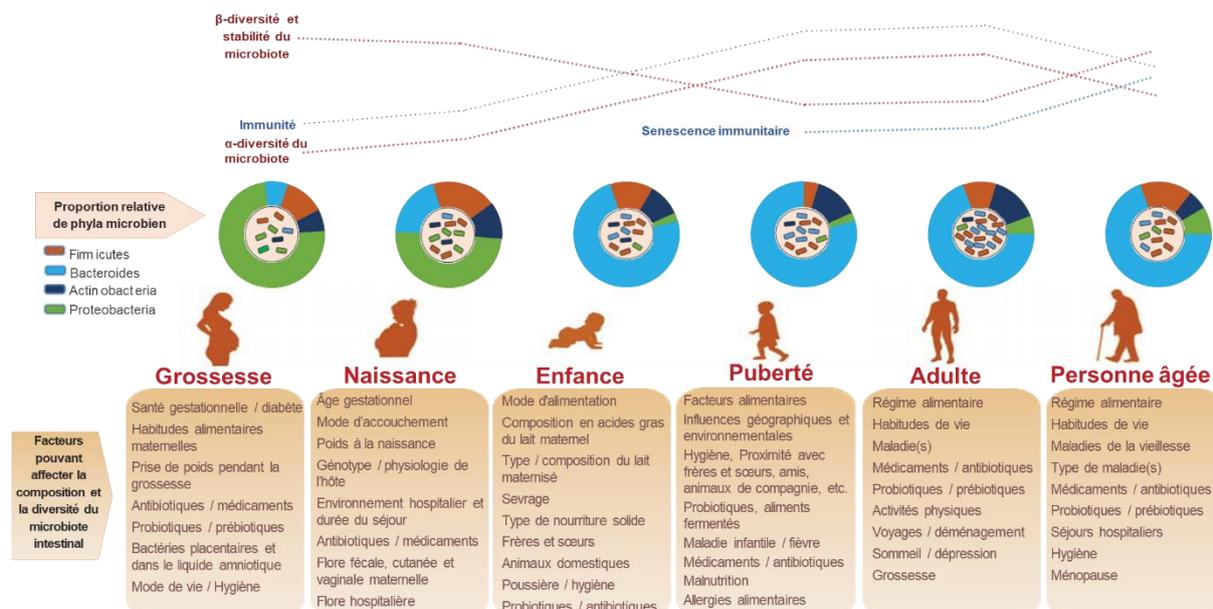 β-diversité et
stabilité du
microbiote
Immunité
α-diversité du
microbiote
Senescence immunitaire
Proportion relative
de phyla microbien
Firmicutes
Bacteroides
Actinobacteria
Proteobacteria
Grossesse
Naissance
Enfance
Puberté
Adulte
Personne âgée
Facteurs
pouvant
affecter la
composition et
la diversité du
microbiote
intestinal
Santé gestationnelle / diabète
Habitudes alimentaires
maternelles
Prise de poids pendant la
grossesse
Antibiotiques / médicaments
Probiotiques / prébiotiques
Bactéries placentaires et
dans le liquide amniotique
Mode de vie / Hygiène
Âge gestationnel
Mode d'accouchement
Poids à la naissance
Génotype / physiologie de
l'hôte
Environnement hospitalier et
durée du séjour
Antibiotiques / médicaments
Flore fécale, cutanée et
vaginale maternelle
Flore hospitalière
Mode d'alimentation
Composition en acides gras
du lait maternel
Type / composition du lait
maternisé
Sevrage
Type de nourriture solide
Frères et sœurs
Animaux domestiques
Poussière / hygiène
Probiotiques / antibiotiques
Facteurs alimentaires
Influences géographiques et
environnementales
Hygiène, Proximité avec
frères et sœurs, amis,
animaux de compagnie, etc.
Probiotiques, aliments
fermentés
Maladie infantile / fièvre
Médicaments / antibiotiques
Malnutrition
Allergies alimentaires
Régime alimentaire
Habitudes de vie
Maladie(s)
Médicaments / antibiotiques
Probiotiques / prébiotiques
Activités physiques
Voyages / déménagement
Sommeil / dépression
Grossesse
Régime alimentaire
Habitudes de vie
Maladies de la vieillesse
Type de maladie(s)
Médicaments / antibiotiques
Probiotiques / prébiotiques
Séjours hospitaliers
Hygiène
Ménopause